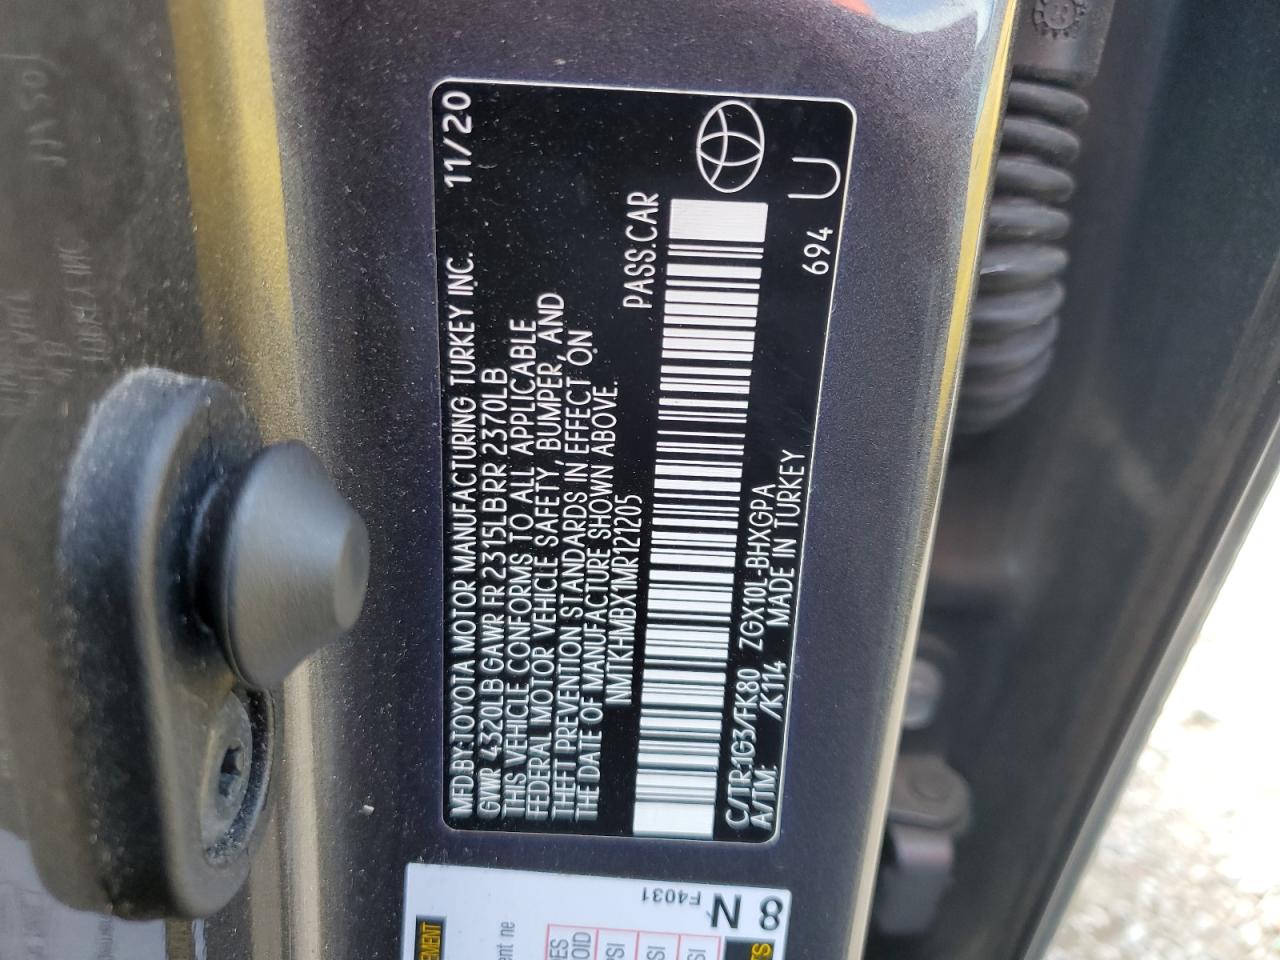 MFD.BY:TOYOTA MOTOR MANUFACTURING TURKEY INC. 11/20
GVWR 4320LB GAWR FR 2315LB RR 2370LB
THIS VEHICLE CONFORMS TO ALL APPLICABLE
FEDERAL MOTOR VEHICLE SAFETY, BUMPER, AND
THEFT PREVENTION STANDARDS IN EFFECT ON
THE DATE OF MANUFACTURE SHOWN ABOVE.
NMTKHMBX1MR121205 PASS.CAR
C/TR:1G3/FK80 ZGX10L-BHXGPA
A/TM: /K114 MADE IN TURKEY 694 U
F4031
8 N